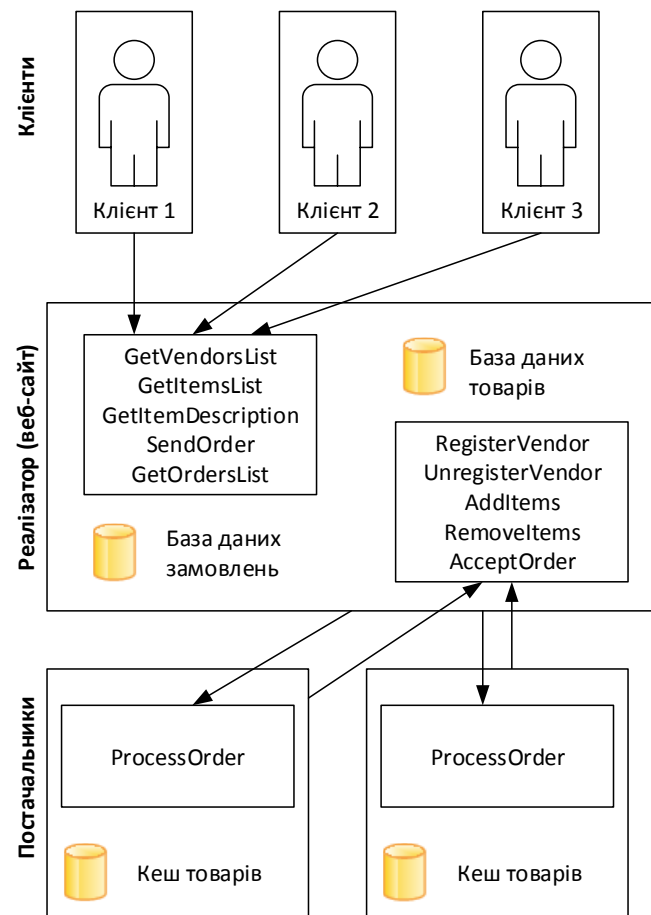 Клієнти
Клієнт 1
Клієнт 2
Клієнт 3
Реалізатор (веб-сайт)
GetVendorsList
GetItemsList
GetItemDescription
SendOrder
GetOrdersList
База даних
товарів
RegisterVendor
UnregisterVendor
AddItems
RemoveItems
AcceptOrder
База даних
замовлень
Постачальники
ProcessOrder
Кеш товарів
ProcessOrder
Кеш товарів